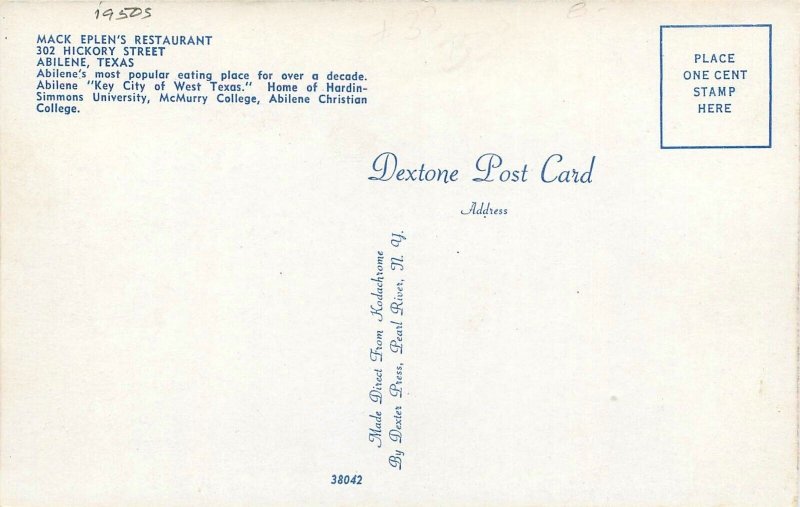 1950s
8-
MACK EPLEN'S RESTAURANT
302 HICKORY STREET
ABILENE, TEXAS
Abilene's most popular eating place for over a decade.
Abilene "Key City of West Texas." Home of Hardin-
Simmons University, McMurry College, Abilene Christian
College.
PLACE
ONE CENT
STAMP
HERE
Dextone Post Card
Address
Made Direct From Kodachrome
By Dexter Press, Pearl River, N. Y.
38042